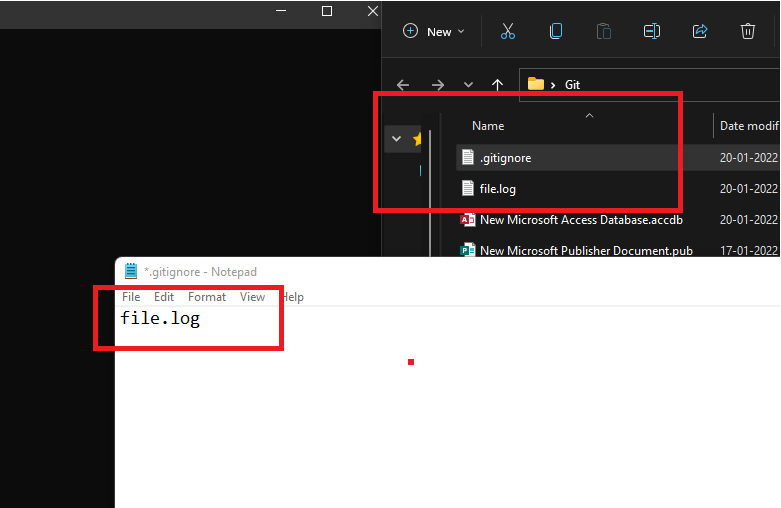 New
Git
Name Date modif
.gitignore 20-01-2022
file.log 20-01-2022
New Microsoft Access Database.accdb 20-01-2022
New Microsoft Publisher Document.pub 17-01-2022
*.gitignore - Notepad
File Edit Format View Help
file.log